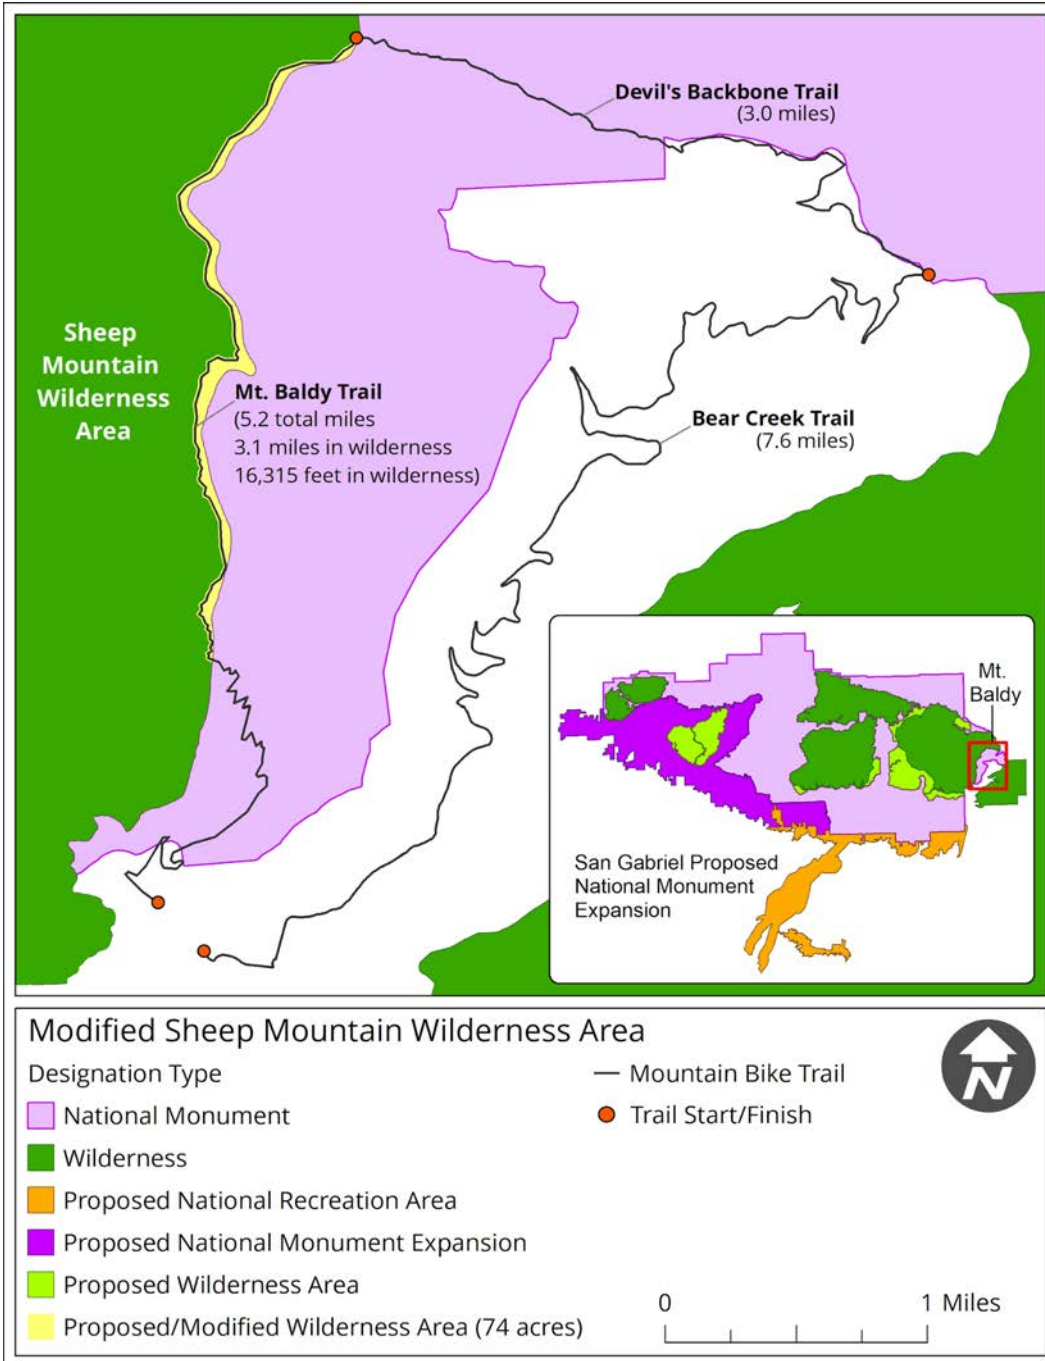 Devil's Backbone Trail
(3.0 miles)
Sheep
Mountain
Wilderness
Area
Mt. Baldy Trail
(5.2 total miles
3.1 miles in wilderness
16,315 feet in wilderness)
Bear Creek Trail
(7.6 miles)
Mt.
Baldy
San Gabriel Proposed
National Monument
Expansion
Modified Sheep Mountain Wilderness Area
Designation Type
National Monument
Wilderness
Proposed National Recreation Area
Proposed National Monument Expansion
Proposed Wilderness Area
Proposed/Modified Wilderness Area (74 acres)
Mountain Bike Trail
Trail Start/Finish
N
0 1 Miles